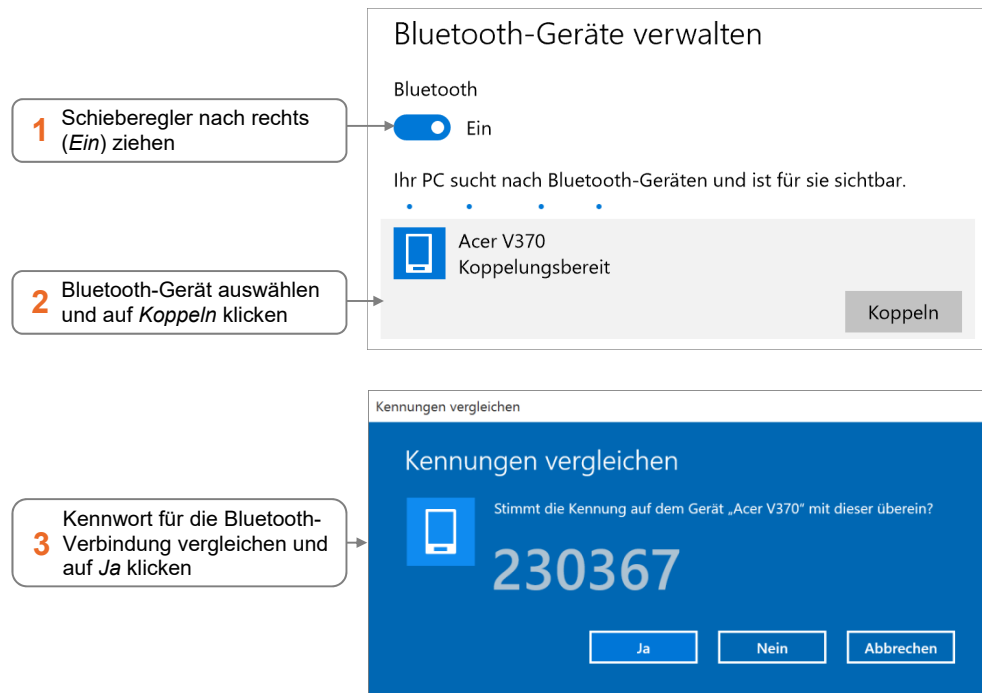 Bluetooth-Geräte verwalten
Bluetooth
1 Schieberegler nach rechts
(Ein) ziehen
Ein
Ihr PC sucht nach Bluetooth-Geräten und ist für sie sichtbar.
Acer V370
Koppelungsbereit
2 Bluetooth-Gerät auswählen
und auf Koppeln klicken
Koppeln
Kennungen vergleichen
Kennungen vergleichen
Stimmt die Kennung auf dem Gerät „Acer V370“ mit dieser überein?
3 Kennwort für die Bluetooth-
Verbindung vergleichen und
auf Ja klicken
230367
Ja
Nein
Abbrechen